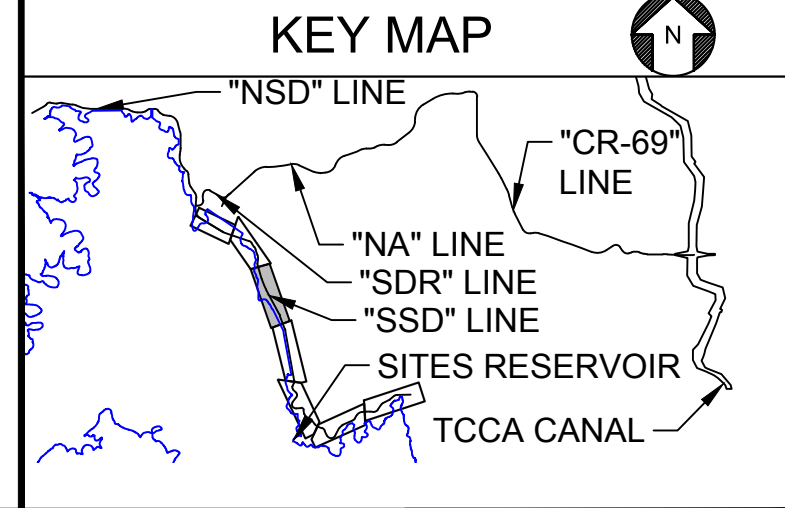 KEY MAP
N
"NSD" LINE
"CR-69"
LINE
"NA" LINE
"SDR" LINE
"SSD" LINE
SITES RESERVOIR
TCCA CANAL